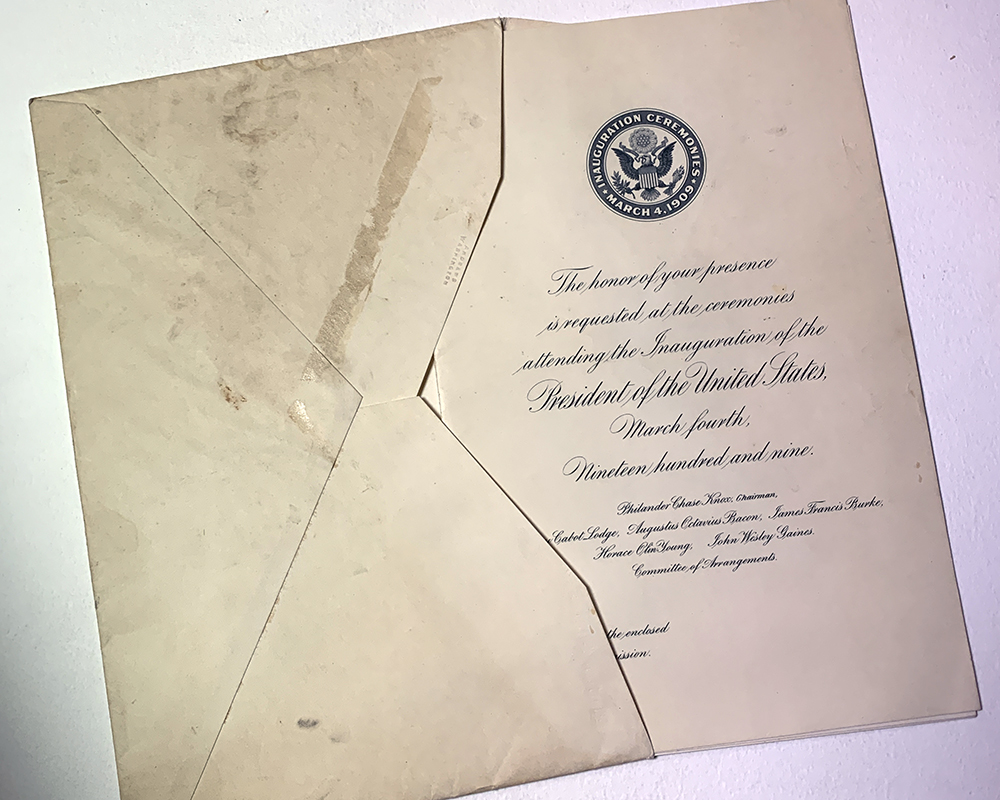 INAUGURATION CEREMONIES
★ MARCH 4, 1909 ★
The honor of your presence
is requested at the ceremonies
attending the Inauguration of the
President of the United States,
March fourth,
Nineteen hundred and nine.
Philander Chase Knox, Chairman,
Cabot Lodge, Augustus Octavius Bacon, James Francis Burke,
Horace Olin Young, John Wesley Gaines.
Committee of Arrangements.
the enclosed
ission.
WASHINGTON